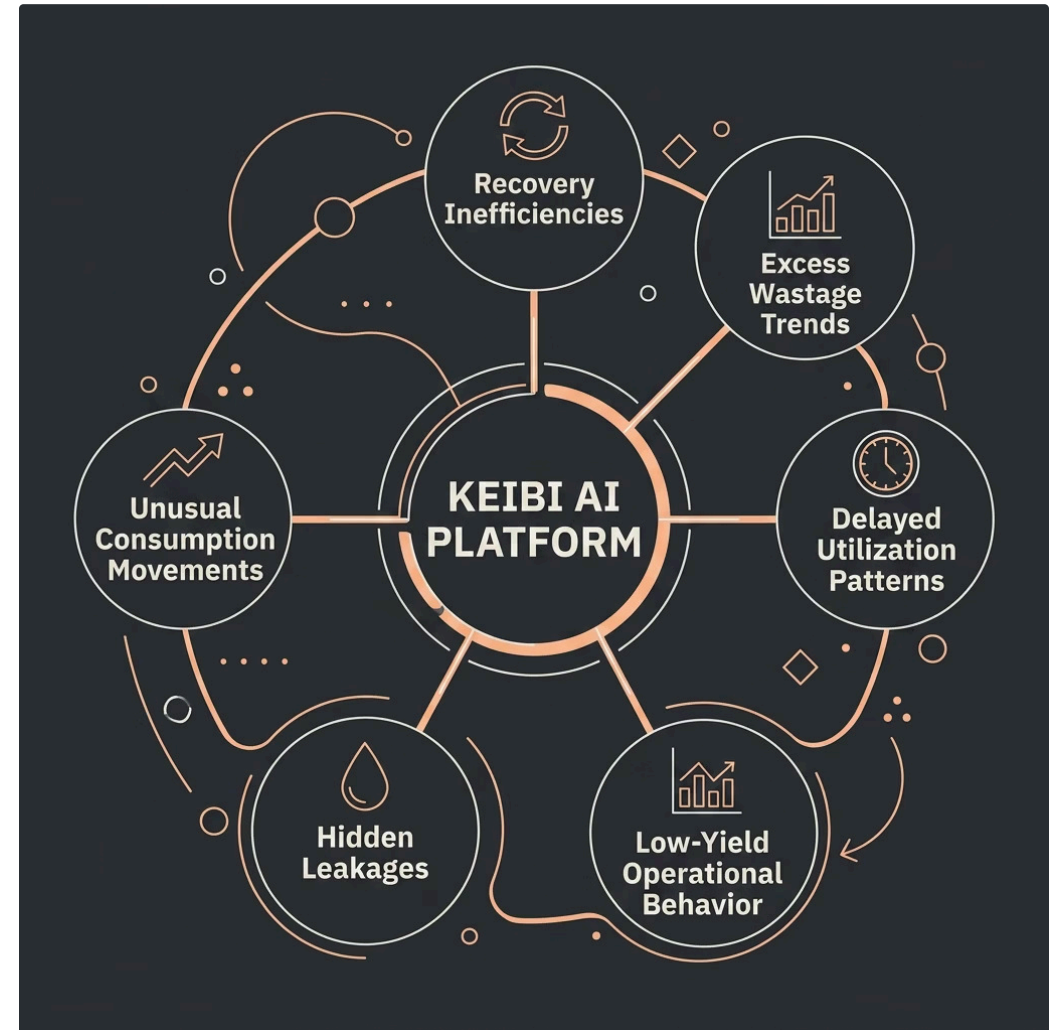 Recovery
Inefficiencies
Excess
Wastage
Trends
KEIBI AI
PLATFORM
Unusual
Consumption
Movements
Delayed
Utilization
Patterns
Hidden
Leakages
Low-Yield
Operational
Behavior